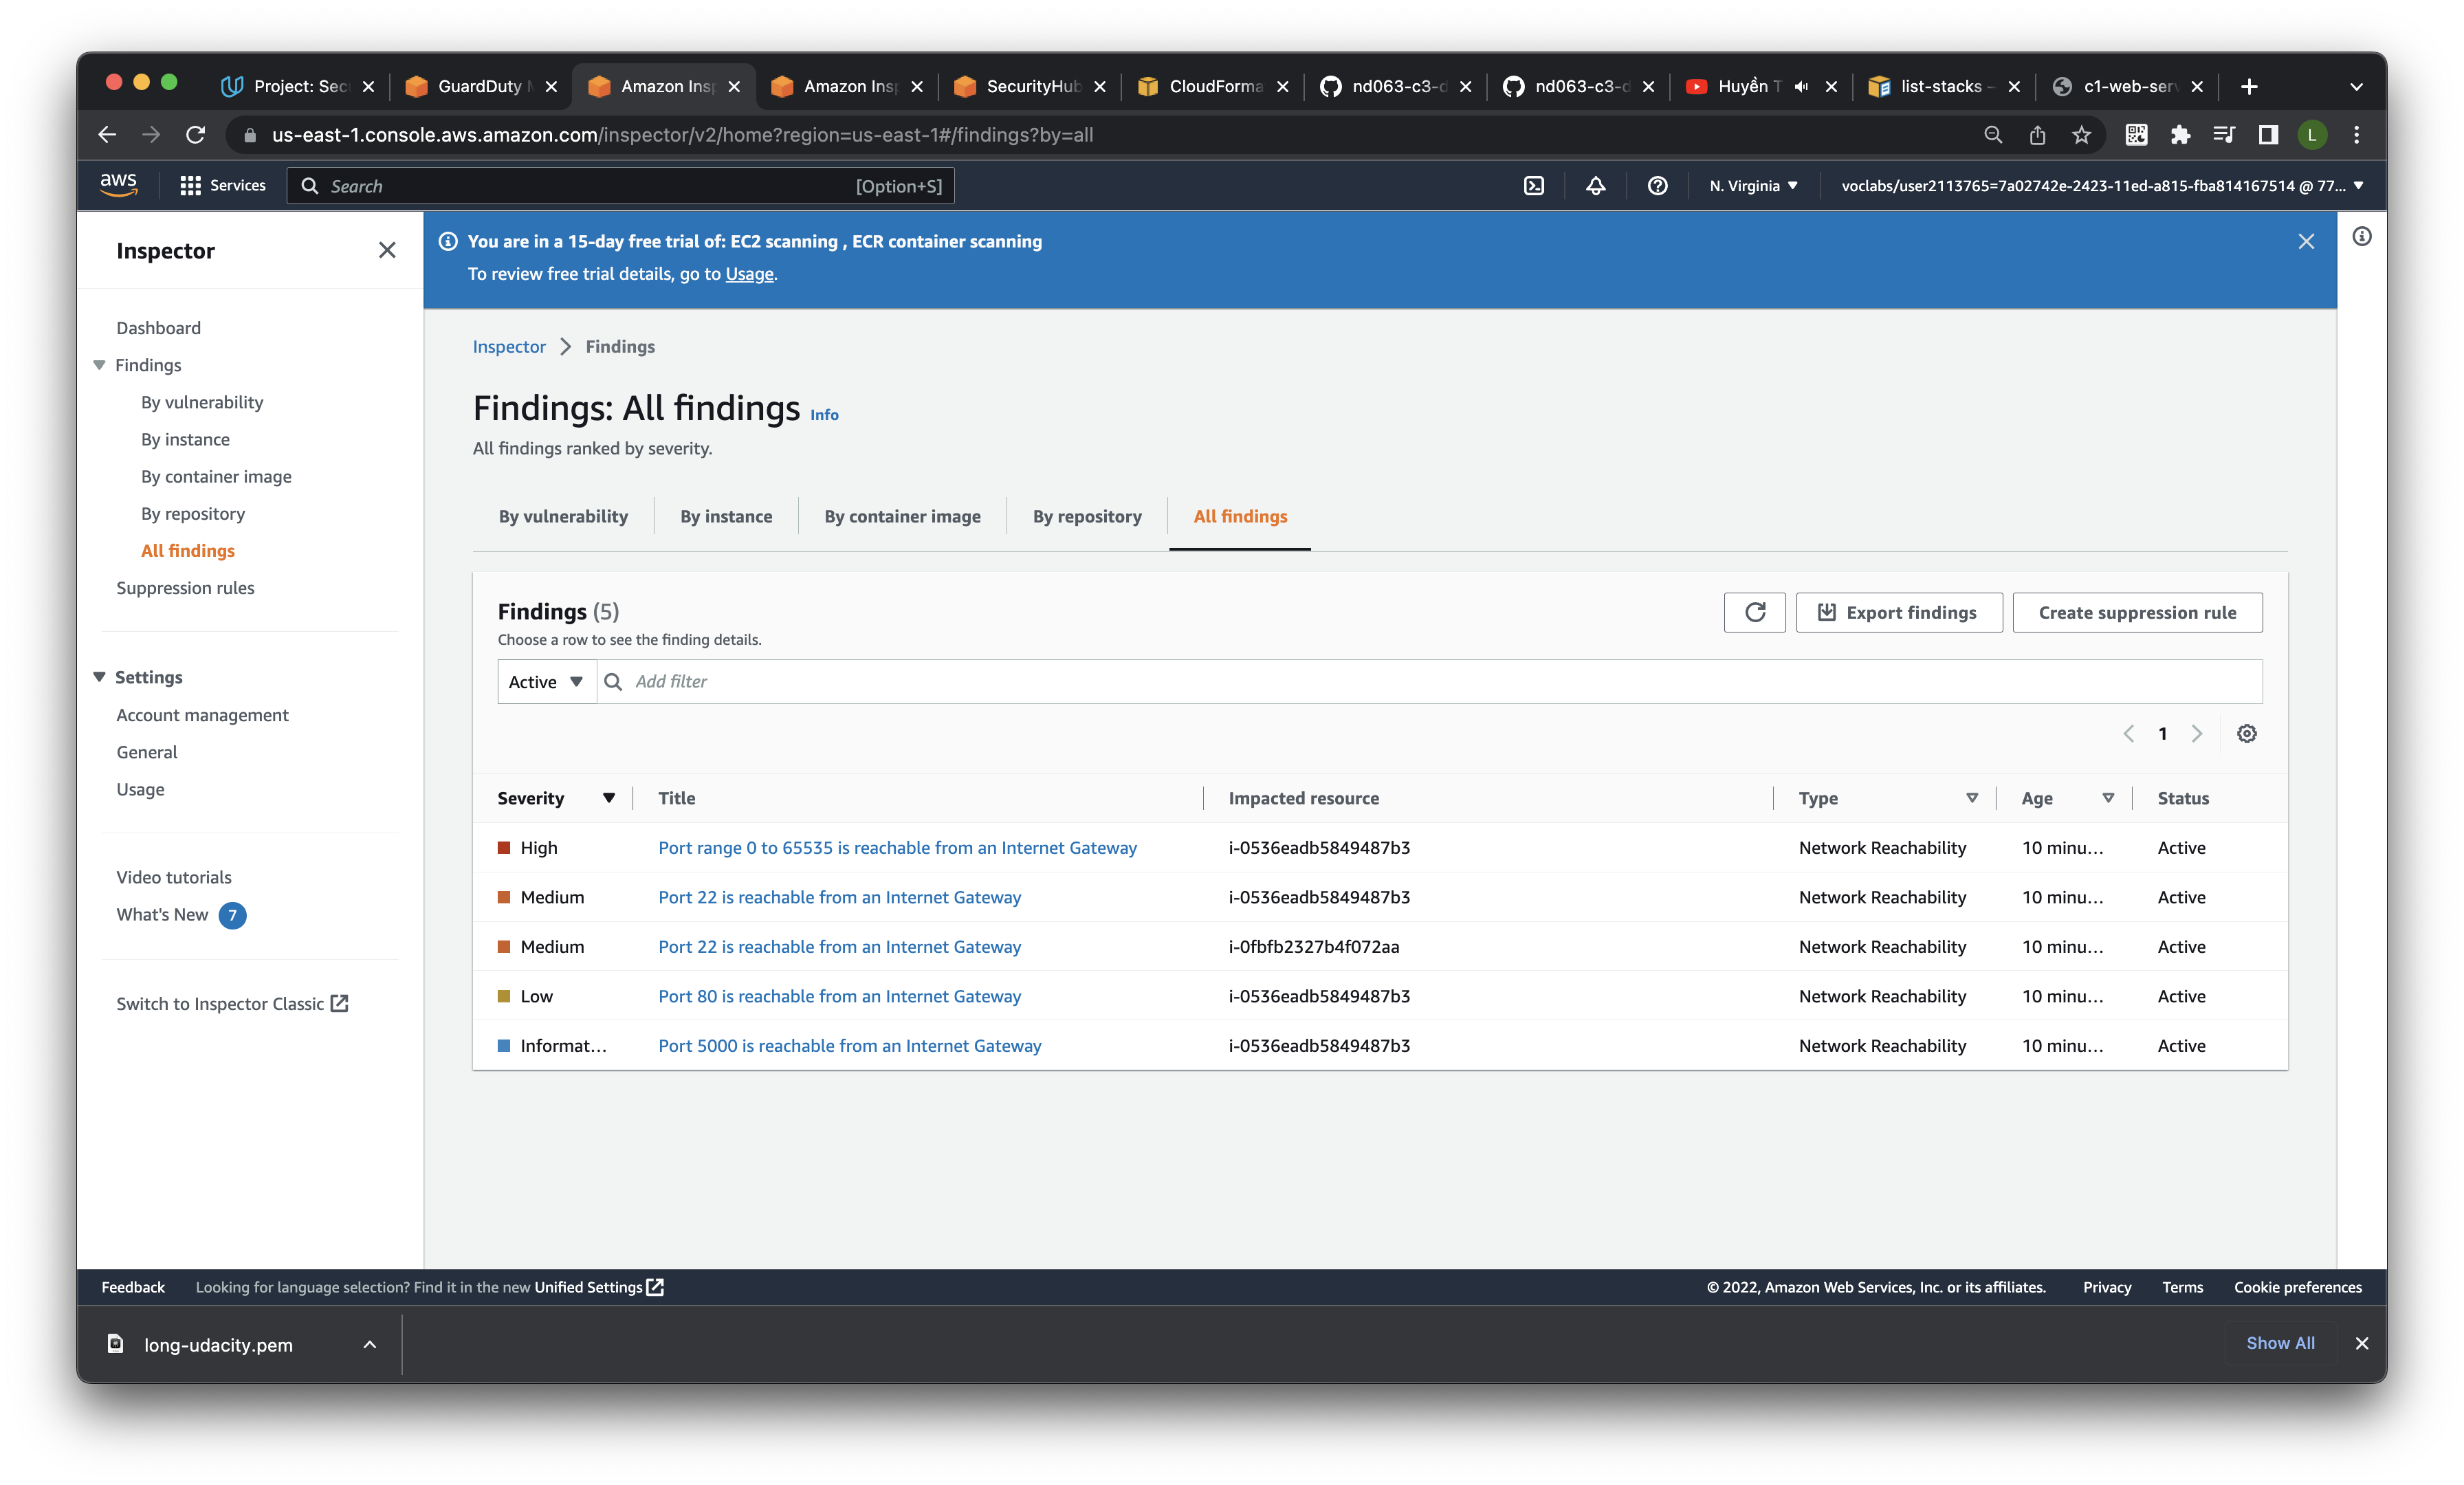 Project: Sec
GuardDuty
Amazon Insp
Amazon Insp
SecurityHub
CloudForma
nd063-c3-d
nd063-c3-d
Huyền T
list-stacks –
c1-web-serv
us-east-1.console.aws.amazon.com/inspector/v2/home?region=us-east-1#/findings?by=all
L
aws
Services
Search
[Option+S]
N. Virginia
voclabs/user2113765=7a02742e-2423-11ed-a815-fba814167514 @ 77...
Inspector
Dashboard
Findings
By vulnerability
By instance
By container image
By repository
All findings
Suppression rules
Settings
Account management
General
Usage
Video tutorials
What's New 7
Switch to Inspector Classic
You are in a 15-day free trial of: EC2 scanning , ECR container scanning
To review free trial details, go to Usage.
Inspector > Findings
Findings: All findings Info
All findings ranked by severity.
By vulnerability
By instance
By container image
By repository
All findings
Findings (5)
Choose a row to see the finding details.
Export findings
Create suppression rule
Active
Add filter
1
Severity Title Impacted resource Type Age Status
High Port range 0 to 65535 is reachable from an Internet Gateway i-0536eadb5849487b3 Network Reachability 10 minu... Active
Medium Port 22 is reachable from an Internet Gateway i-0536eadb5849487b3 Network Reachability 10 minu... Active
Medium Port 22 is reachable from an Internet Gateway i-0fbfb2327b4f072aa Network Reachability 10 minu... Active
Low Port 80 is reachable from an Internet Gateway i-0536eadb5849487b3 Network Reachability 10 minu... Active
Informat... Port 5000 is reachable from an Internet Gateway i-0536eadb5849487b3 Network Reachability 10 minu... Active
Feedback
Looking for language selection? Find it in the new Unified Settings
© 2022, Amazon Web Services, Inc. or its affiliates.
Privacy
Terms
Cookie preferences
long-udacity.pem
Show All